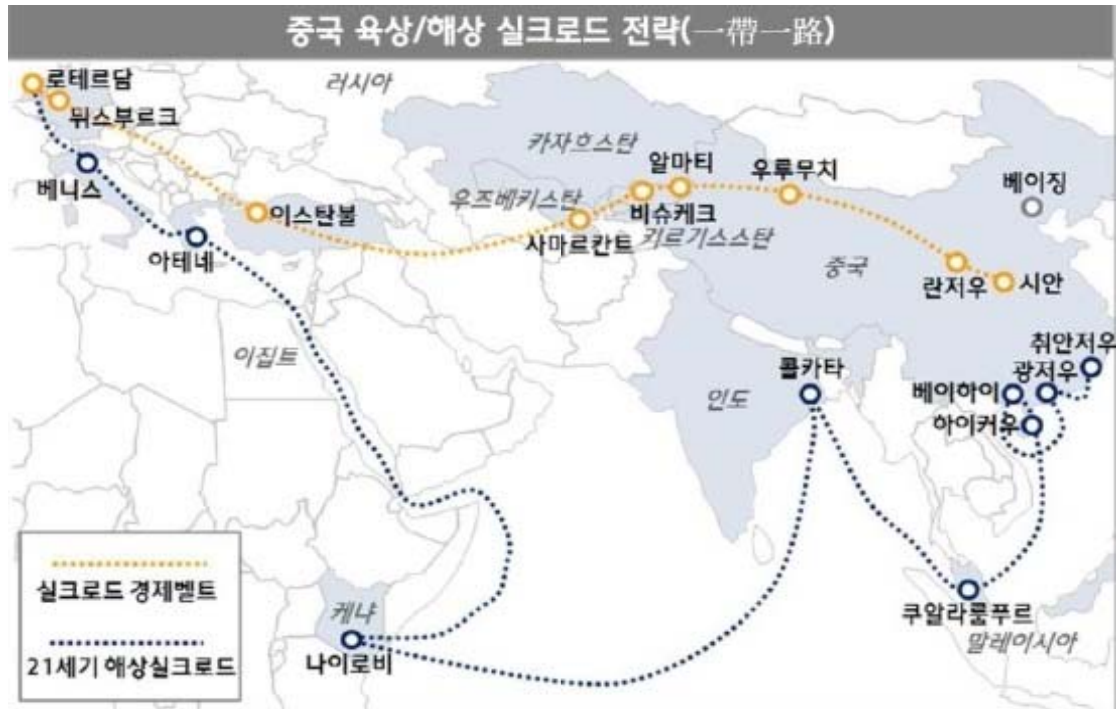 중국 육상/해상 실크로드 전략(一帶一路)
로테르담
뒤스부르크
러시아
카자흐스탄
알마티
우루무치
베이징
베니스
우즈베키스탄
비슈케크
이스탄불
사마르칸트
키르기스스탄
아테네
중국
란저우
시안
이집트
콜카타
취안저우
광저우
인도
베이하이
하이커우
실크로드 경제벨트
케냐
쿠알라룸푸르
나이로비
말레이시아
21세기 해상실크로드